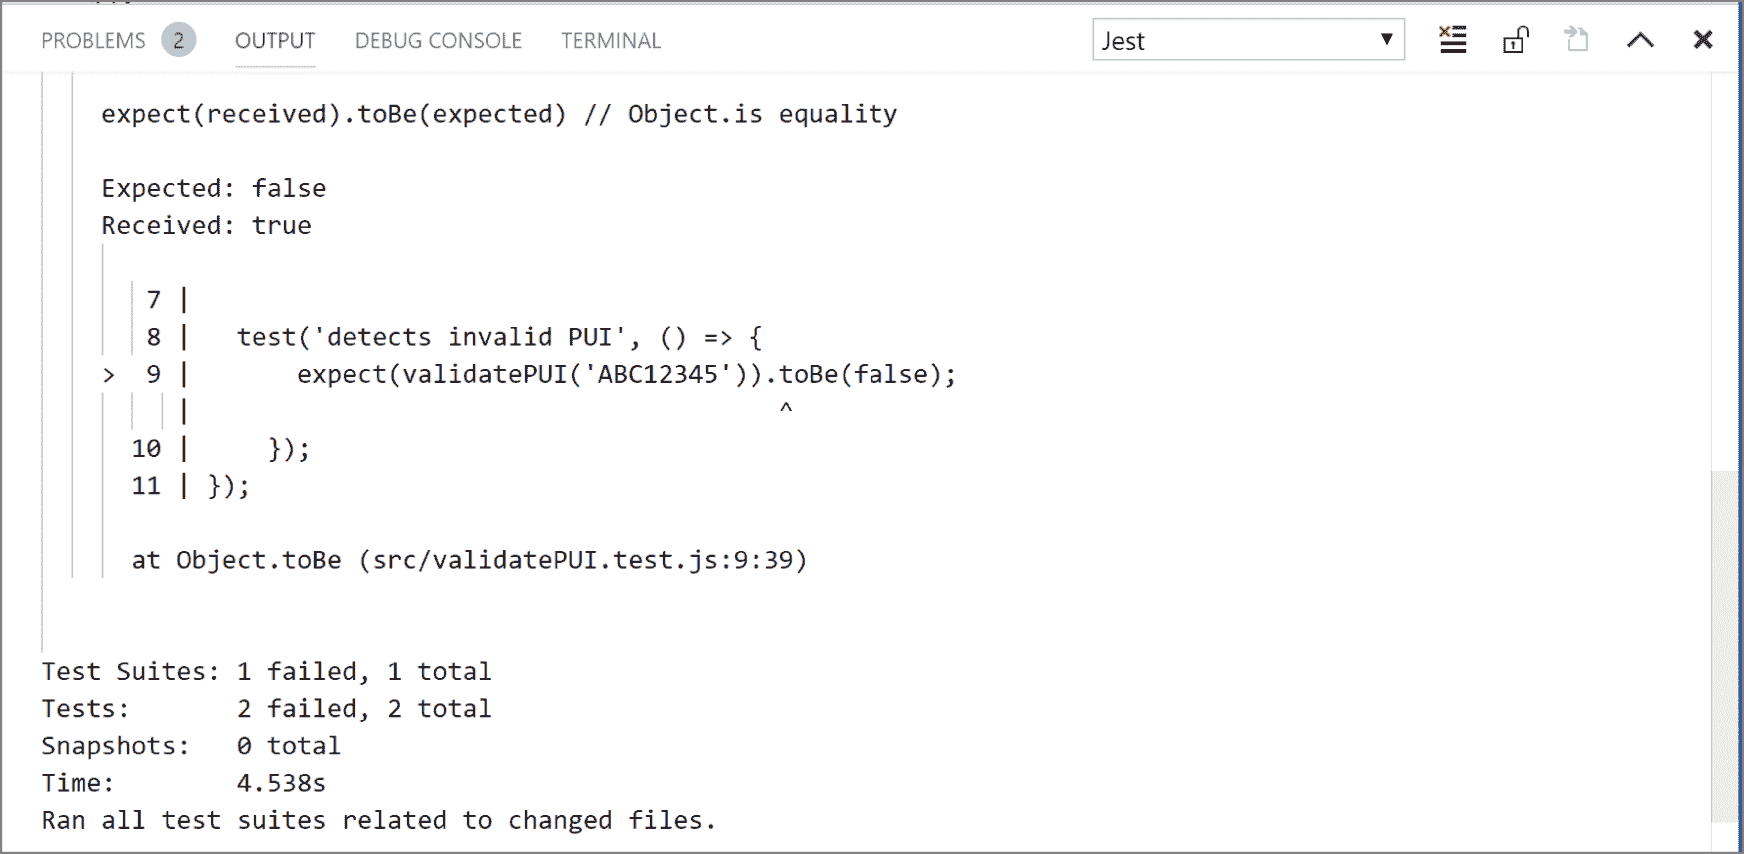 PROBLEMS 2 OUTPUT DEBUG CONSOLE TERMINAL Jest
expect(received).toBe(expected) // Object.is equality
Expected: false
Received: true
7 |
8 |   test('detects invalid PUI', () => {
> 9 |       expect(validatePUI('ABC12345')).toBe(false);
|                                       ^
10 |     });
11 | });
at Object.toBe (src/validatePUI.test.js:9:39)
Test Suites: 1 failed, 1 total
Tests:       2 failed, 2 total
Snapshots:   0 total
Time:        4.538s
Ran all test suites related to changed files.